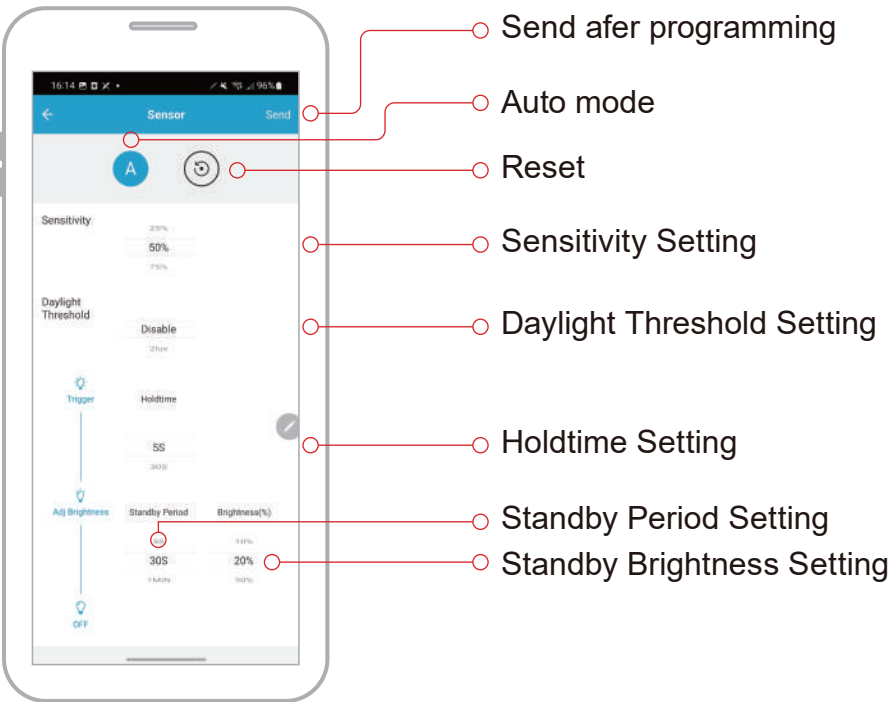 Send afer programming
16:14
96%
Sensor
Send
Auto mode
A
Reset
Sensitivity
25%
50%
75%
Sensitivity Setting
Daylight
Threshold
Disable
Daylight Threshold Setting
Trigger
Holdtime
5S
30S
Holdtime Setting
Adj Brightness
Standby Period
Brightness(%)
Standby Period Setting
10%
30S
20%
Standby Brightness Setting
30%
OFF